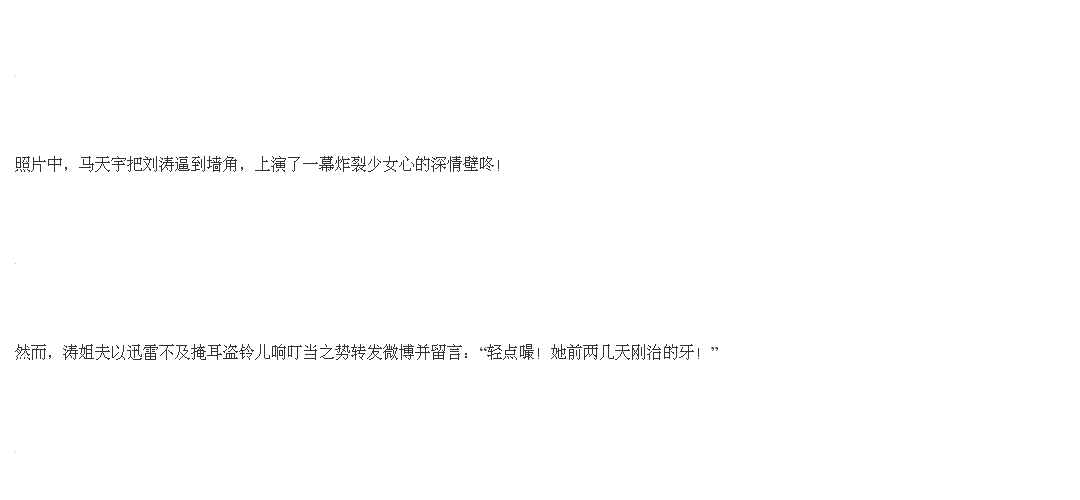 照片中，马天宇把刘涛逼到墙角，上演了一幕炸裂少女心的深情壁咚！
然而，涛姐夫以迅雷不及掩耳盗铃儿响叮当之势转发微博并留言：“轻点嘬！她前两几天刚治的牙！”